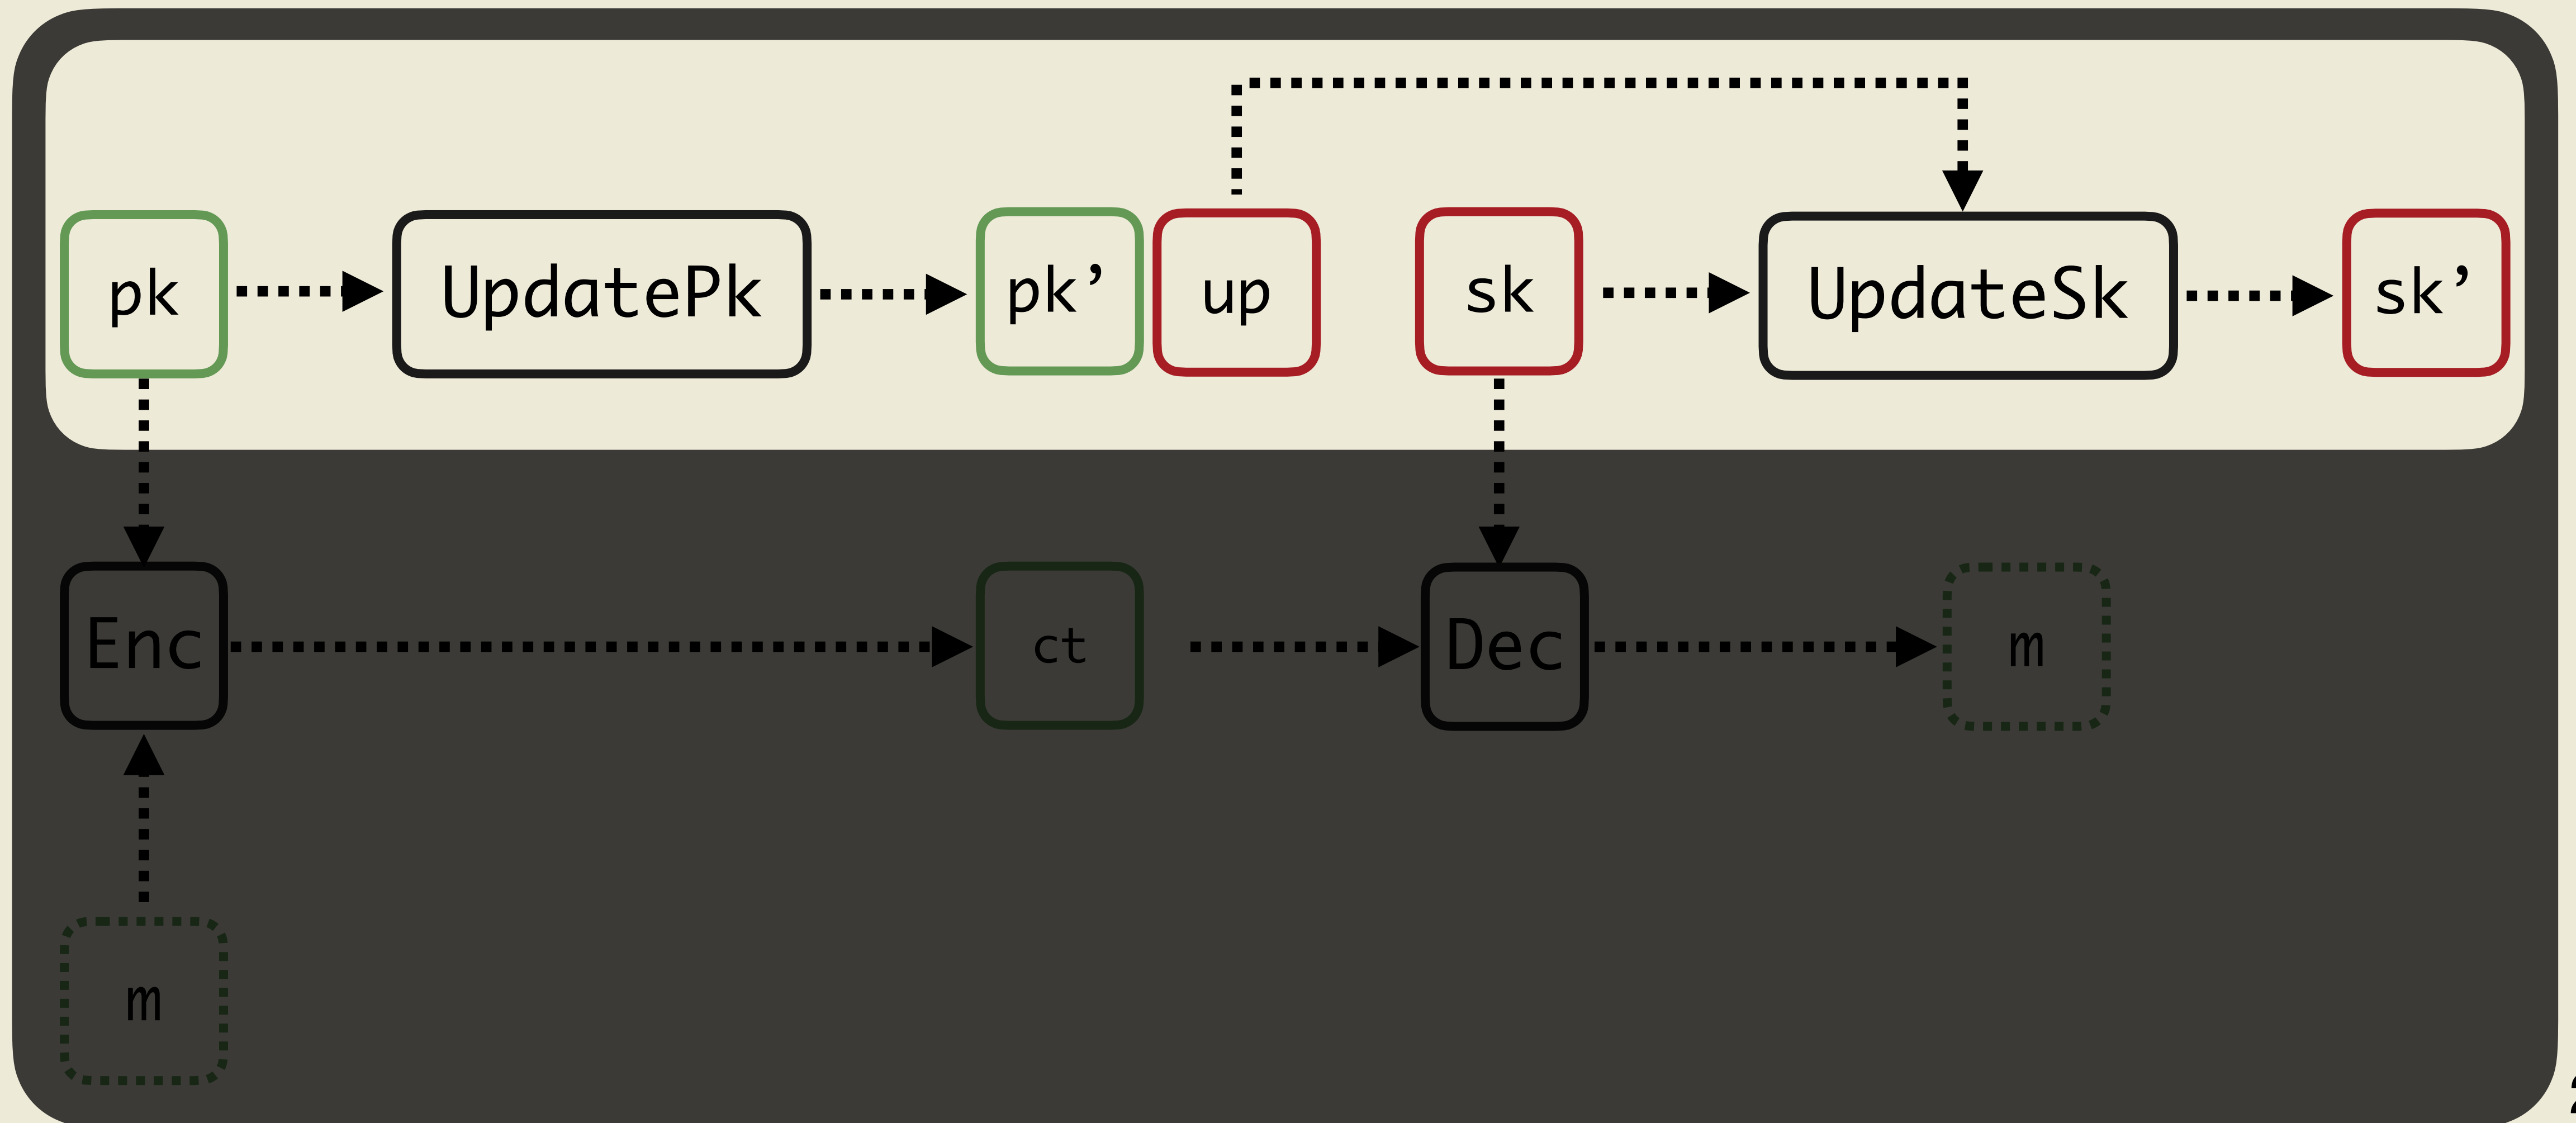 pk UpdatePk pk’ up sk UpdateSk sk’
Enc ct Dec m
m